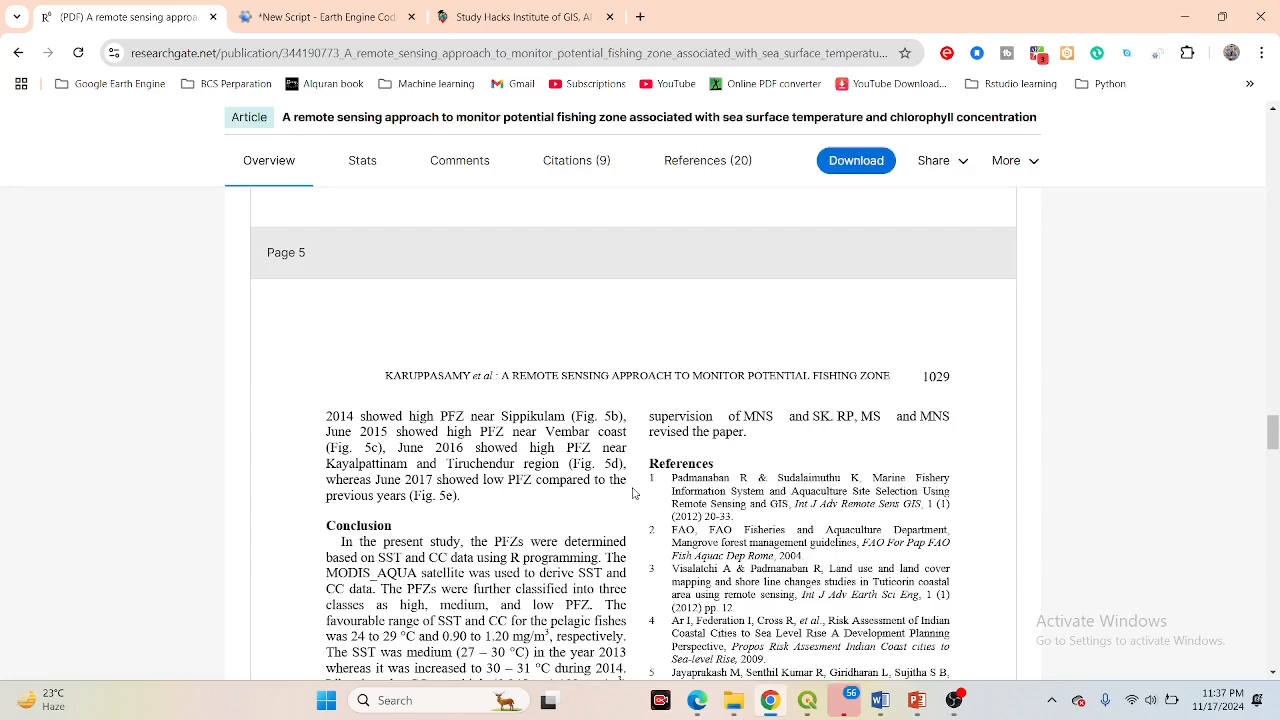 (PDF) A remote sensing approa
*New Script - Earth Engine Cod
Study Hacks Institute of GIS, Al
researchgate.net/publication/344190773_A_remote_sensing_approach_to_monitor_potential_fishing_zone_associated_with_sea_surface_temperatu...
Google Earth Engine
BCS Perparation
Alquran book
Machine learning
Gmail
Subscriptions
YouTube
Online PDF converter
YouTube Download...
Rstudio learning
Python
Article A remote sensing approach to monitor potential fishing zone associated with sea surface temperature and chlorophyll concentration
Overview Stats Comments Citations (9) References (20) Download Share More
Page 5
KARUPPASAMY et al : A REMOTE SENSING APPROACH TO MONITOR POTENTIAL FISHING ZONE 1029
2014 showed high PFZ near Sippikulam (Fig. 5b),
June 2015 showed high PFZ near Vembar coast
(Fig. 5c), June 2016 showed high PFZ near
Kayalpattinam and Tiruchendur region (Fig. 5d),
whereas June 2017 showed low PFZ compared to the
previous years (Fig. 5e).
Conclusion
In the present study, the PFZs were determined
based on SST and CC data using R programming. The
MODIS_AQUA satellite was used to derive SST and
CC data. The PFZs were further classified into three
classes as high, medium, and low PFZ. The
favouritable range of SST and CC for the pelagic fishes
was 24 to 29 °C and 0.90 to 1.20 mg/m³, respectively.
The SST was medium (27 – 30 °C) in the year 2013
whereas it was increased to 30 – 31 °C during 2014.
supervision of MNS and SK. RP, MS and MNS
revised the paper.
References
1 Padmanaban R & Sudalaimuthu K, Marine Fishery
Information System and Aquaculture Site Selection Using
Remote Sensing and GIS, Int J Adv Remote Sens GIS, 1 (1)
(2012) 20-33.
2 FAO, FAO Fisheries and Aquaculture Department,
Mangrove forest management guidelines, FAO For Pap FAO
Fish Aquac Dep Rome, 2004.
3 Visalatchi A & Padmanaban R, Land use and land cover
mapping and shore line changes studies in Tuticorin coastal
area using remote sensing, Int J Adv Earth Sci Eng, 1 (1)
(2012) pp. 12.
4 Ar I, Federation I, Cross R, et al., Risk Assessment of Indian
Coastal Cities to Sea Level Rise A Development Planning
Perspective, Propos Risk Assesment Indian Coast cities to
Sea-level Rise, 2009.
5 Jayaprakash M, Senthil Kumar R, Giridharan L, Sujitha S B,
Activate Windows
Go to Settings to activate Windows.
23°C
Haze
Search
56
11:37 PM
11/17/2024